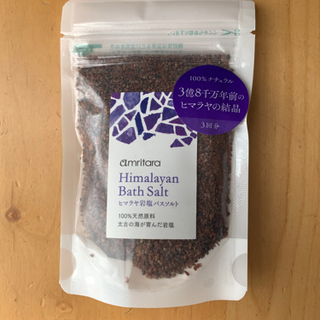 100%ナチュラル
3億8千万年前の
ヒマラヤの結晶
3回分
amritara
Himalayan
Bath Salt
ヒマラヤ岩塩 バスソルト
100%天然原料
太古の海が育んだ岩塩